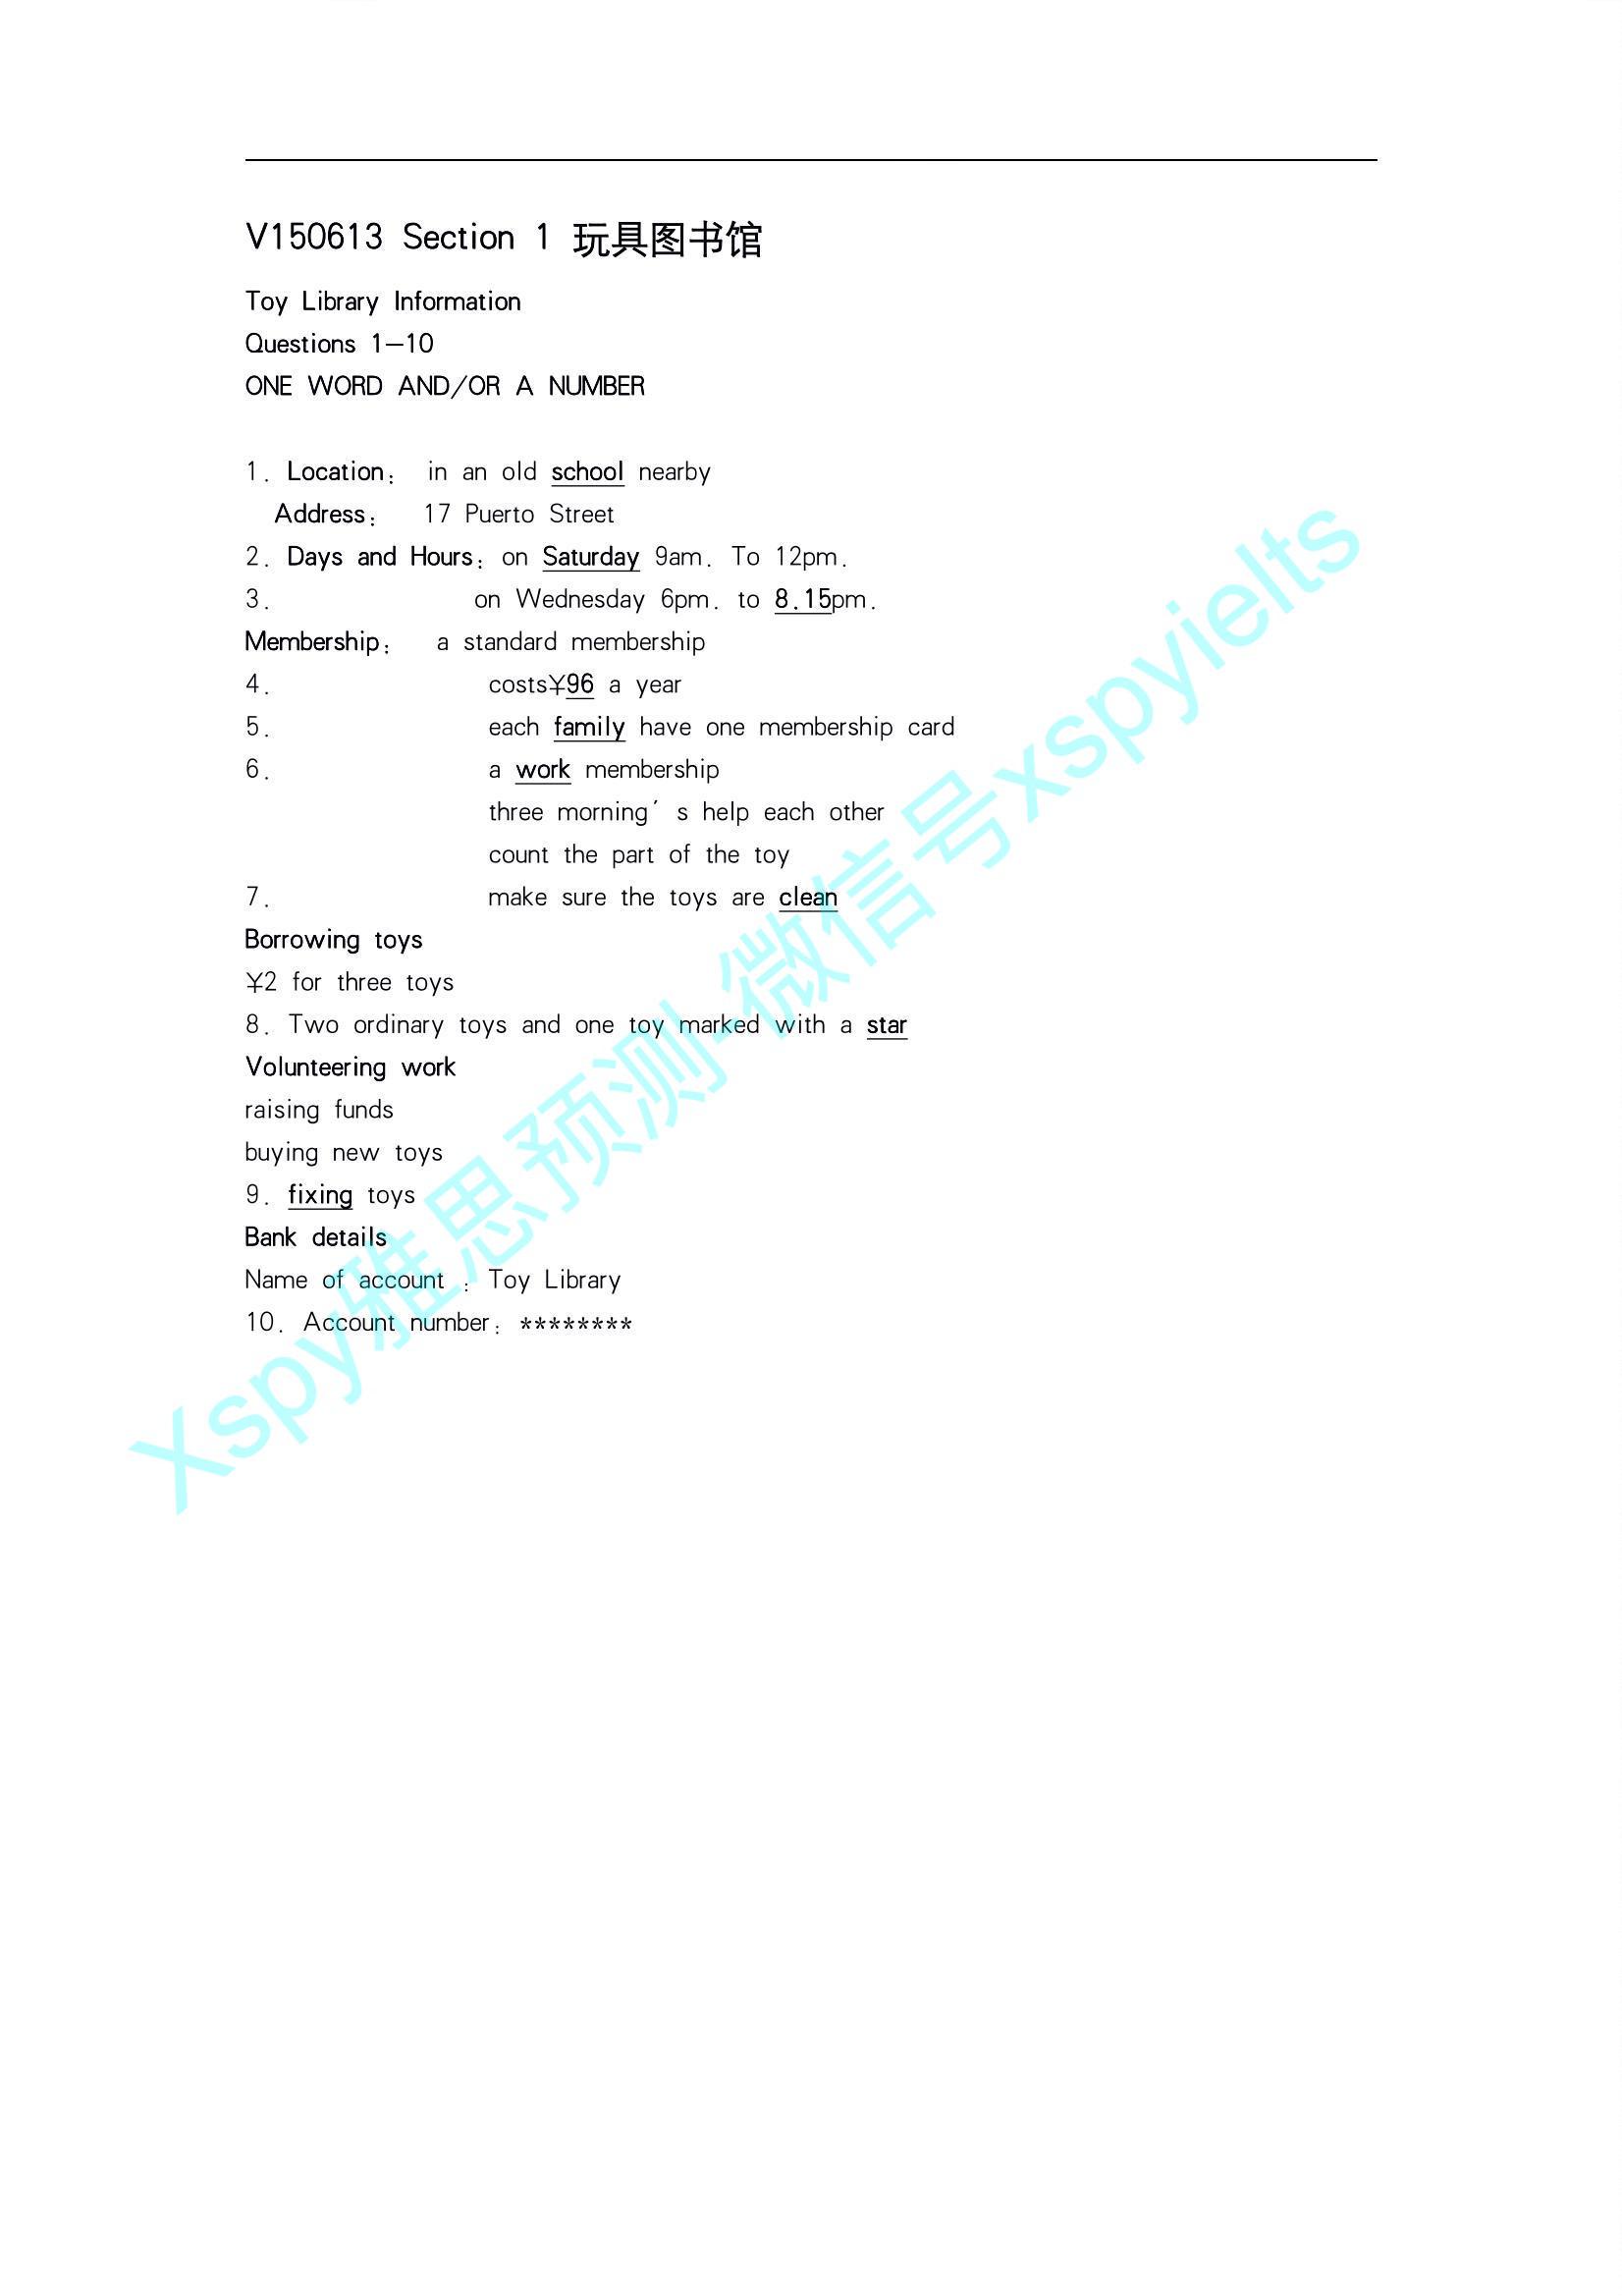 V150613 Section 1 玩具图书馆
Toy Library Information
Questions 1—10
ONE WORD AND/OR A NUMBER
1. Location： in an old school nearby
Address： 17 Puerto Street
2. Days and Hours：on Saturday 9am. To 12pm.
3. on Wednesday 6pm. to 8.15pm.
Membership： a standard membership
4. costs¥96 a year
5. each family have one membership card
6. a work membership
three morning’s help each other
count the part of the toy
7. make sure the toys are clean
Borrowing toys
¥2 for three toys
8. Two ordinary toys and one toy marked with a star
Volunteering work
raising funds
buying new toys
9. fixing toys
Bank details
Name of account ：Toy Library
10. Account number：********
Xspy雅思预测-微信号xspyielts